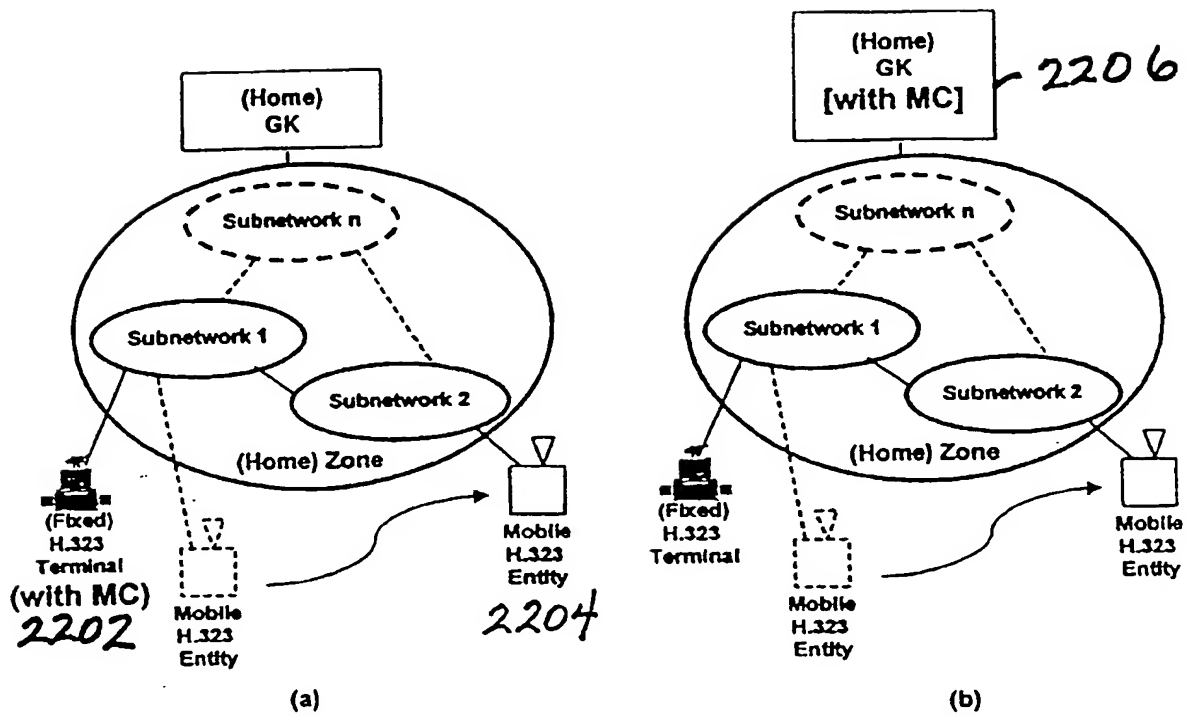 (Home)
GK
Subnetwork n
Subnetwork 1
Subnetwork 2
(Home) Zone
(Fixed)
H.323
Terminal
(with MC)
2202
Mobile
H.323
Entity
Mobile
H.323
Entity
2204
(a)
(Home)
GK
[with MC]
2206
Subnetwork n
Subnetwork 1
Subnetwork 2
(Home) Zone
(Fixed)
H.323
Terminal
Mobile
H.323
Entity
Mobile
H.323
Entity
(b)